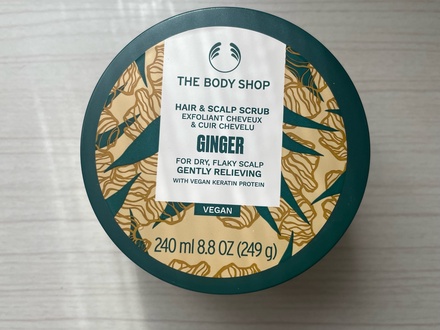 THE BODY SHOP
HAIR & SCALP SCRUB
EXFOLIANT CHEVEUX
& CUIR CHEVELU
GINGER
FOR DRY, FLAKY SCALP
GENTLY RELIEVING
WITH VEGAN KERATIN PROTEIN
VEGAN
240 ml 8.8 OZ (249 g)